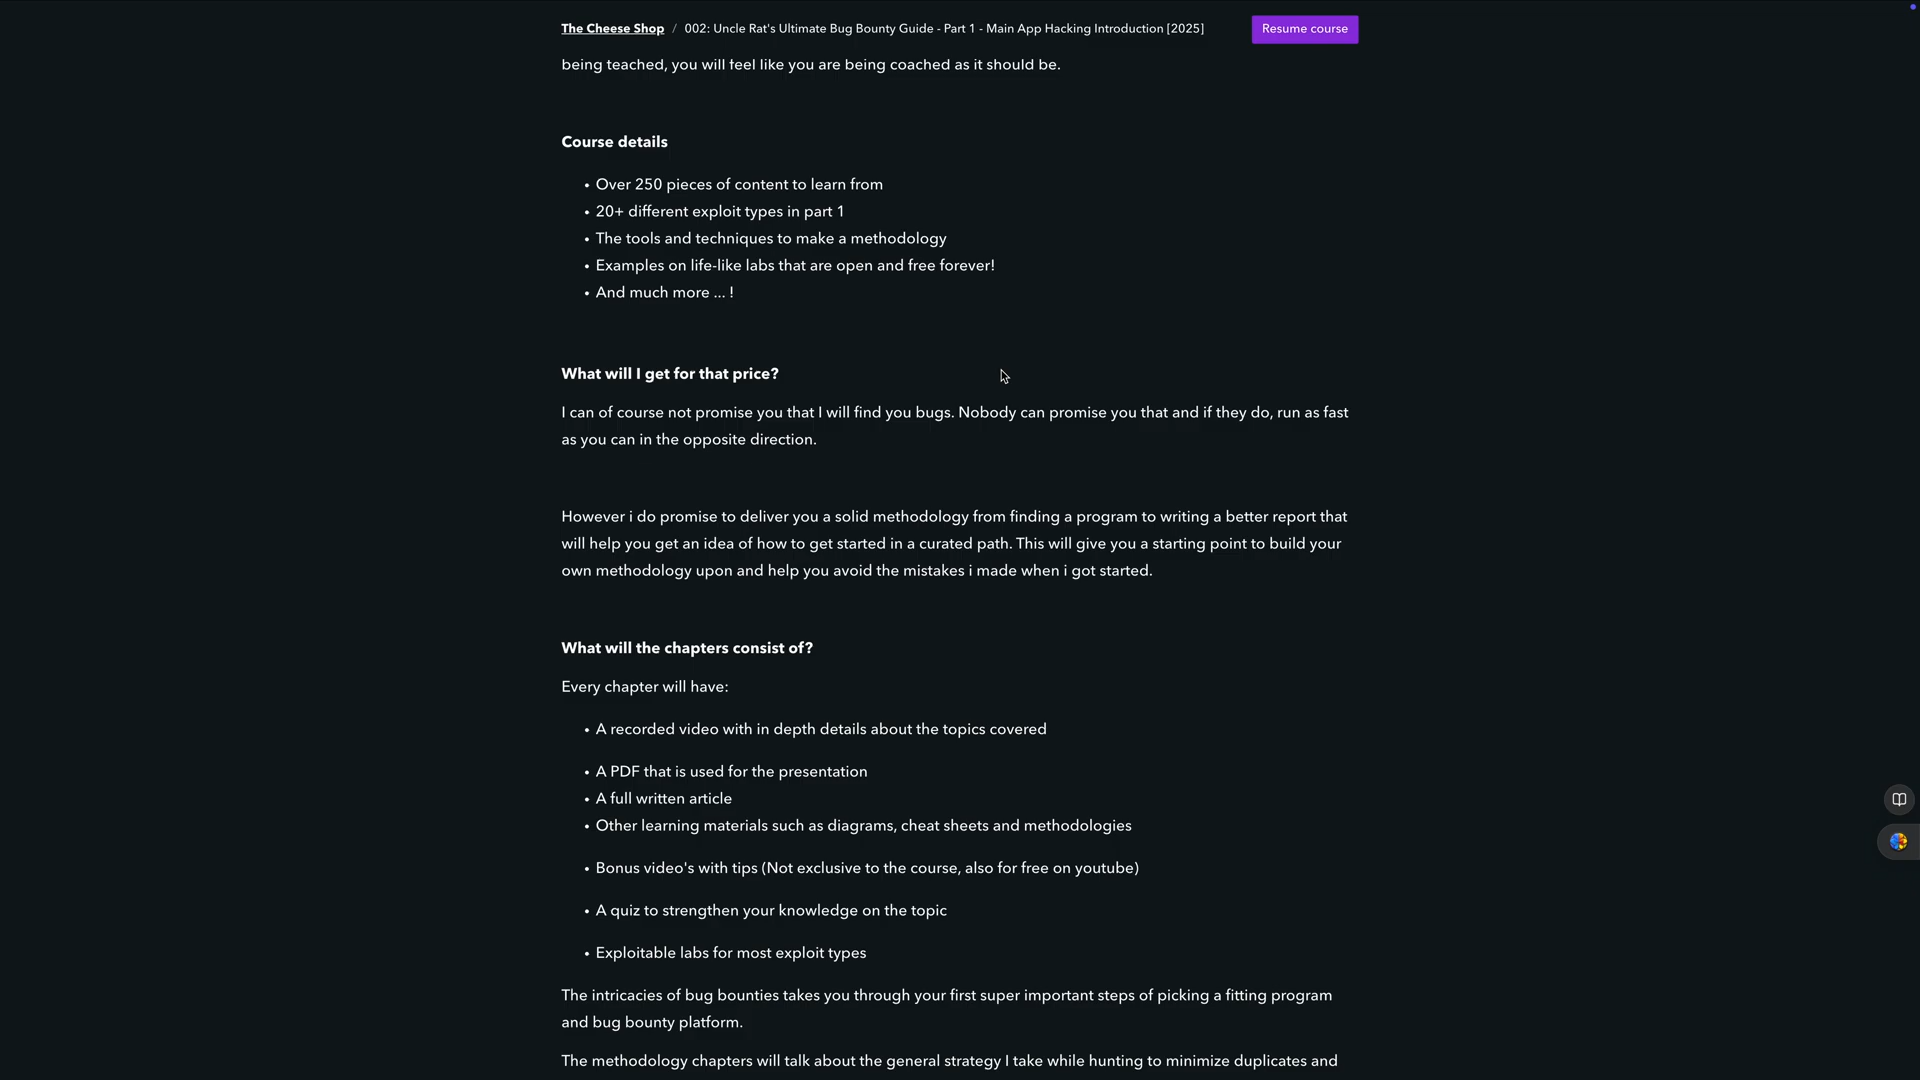 The Cheese Shop / 002: Uncle Rat's Ultimate Bug Bounty Guide - Part 1 - Main App Hacking Introduction [2025]
Resume course
being teached, you will feel like you are being coached as it should be.
Course details
• Over 250 pieces of content to learn from
• 20+ different exploit types in part 1
• The tools and techniques to make a methodology
• Examples on life-like labs that are open and free forever!
• And much more ... !
What will I get for that price?
I can of course not promise you that I will find you bugs. Nobody can promise you that and if they do, run as fast
as you can in the opposite direction.
However i do promise to deliver you a solid methodology from finding a program to writing a better report that
will help you get an idea of how to get started in a curated path. This will give you a starting point to build your
own methodology upon and help you avoid the mistakes i made when i got started.
What will the chapters consist of?
Every chapter will have:
• A recorded video with in depth details about the topics covered
• A PDF that is used for the presentation
• A full written article
• Other learning materials such as diagrams, cheat sheets and methodologies
• Bonus video's with tips (Not exclusive to the course, also for free on youtube)
• A quiz to strengthen your knowledge on the topic
• Exploitable labs for most exploit types
The intricacies of bug bounties takes you through your first super important steps of picking a fitting program
and bug bounty platform.
The methodology chapters will talk about the general strategy I take while hunting to minimize duplicates and